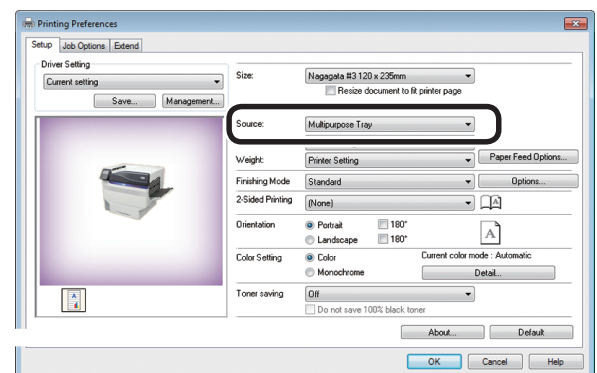 Printing Preferences
Setup Job Options Extend
Driver Setting
Current setting
Save... Management...
Size: Nagagata #3 120 x 235mm
Resize document to fit printer page
Source: Multipurpose Tray
Weight: Printer Setting Paper Feed Options...
Finishing Mode Standard Options...
2-Sided Printing (None) A
Orientation Portrait 180°
Landscape 180° A
Color Setting Color Current color mode : Automatic
Monochrome Detail...
Toner saving Off
Do not save 100% black toner
A
About... Default
OK Cancel Help